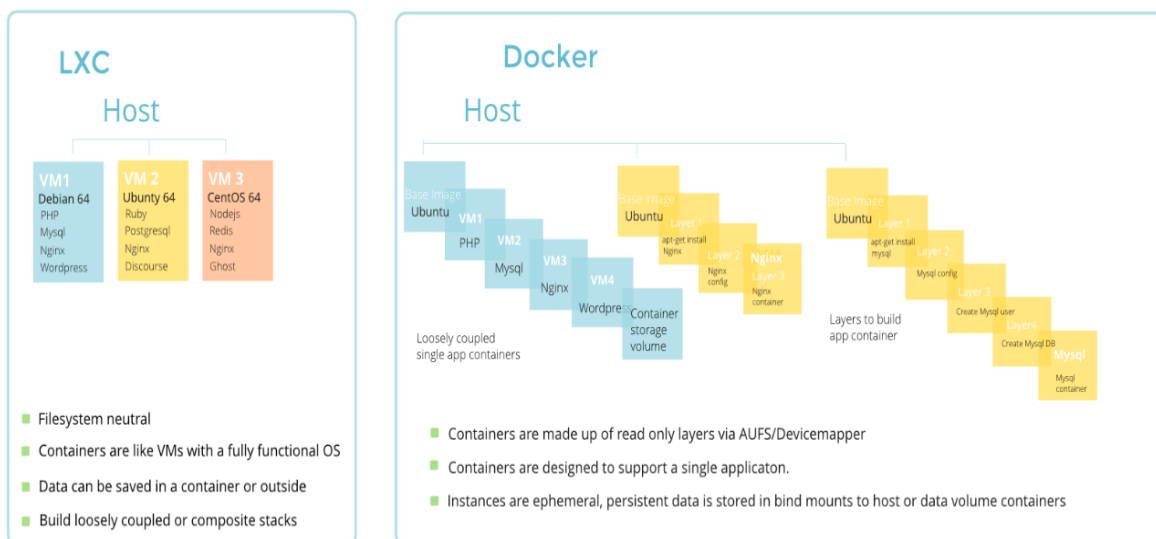 LXC
Host
VM1
Debian 64
PHP
Mysql
Nginx
Wordpress
VM 2
Ubunty 64
Ruby
Postgresql
Nginx
Discourse
VM 3
CentOS 64
Nodejs
Redis
Nginx
Ghost
Filesystem neutral
Containers are like VMs with a fully functional OS
Data can be saved in a container or outside
Build loosely coupled or composite stacks
Docker
Host
Base Image
Ubuntu
VM1
PHP
VM2
Mysql
VM3
Nginx
VM4
Wordpress
Container
storage
volume
Loosely coupled
single app containers
Base Image
Ubuntu
Layer 1
apt-get install
Nginx
Layer 2
Nginx
config
Nginx
Layer 3
Nginx
container
Base Image
Ubuntu
Layer 1
apt-get install
mysql
Layer 2
Mysql config
Layer 3
Create Mysql user
Layer4
Create Mysql DB
Mysql
Mysql
container
Layers to build
app container
Containers are made up of read only layers via AUFS/Devicemapper
Containers are designed to support a single applicaton.
Instances are ephemeral, persistent data is stored in bind mounts to host or data volume containers